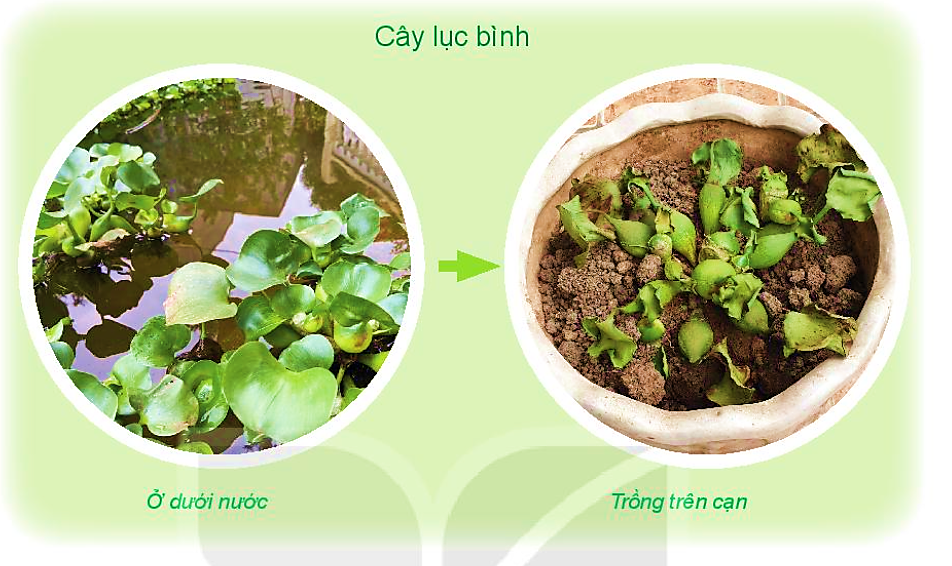 Cây lục bình
Ở dưới nước
Trồng trên cạn